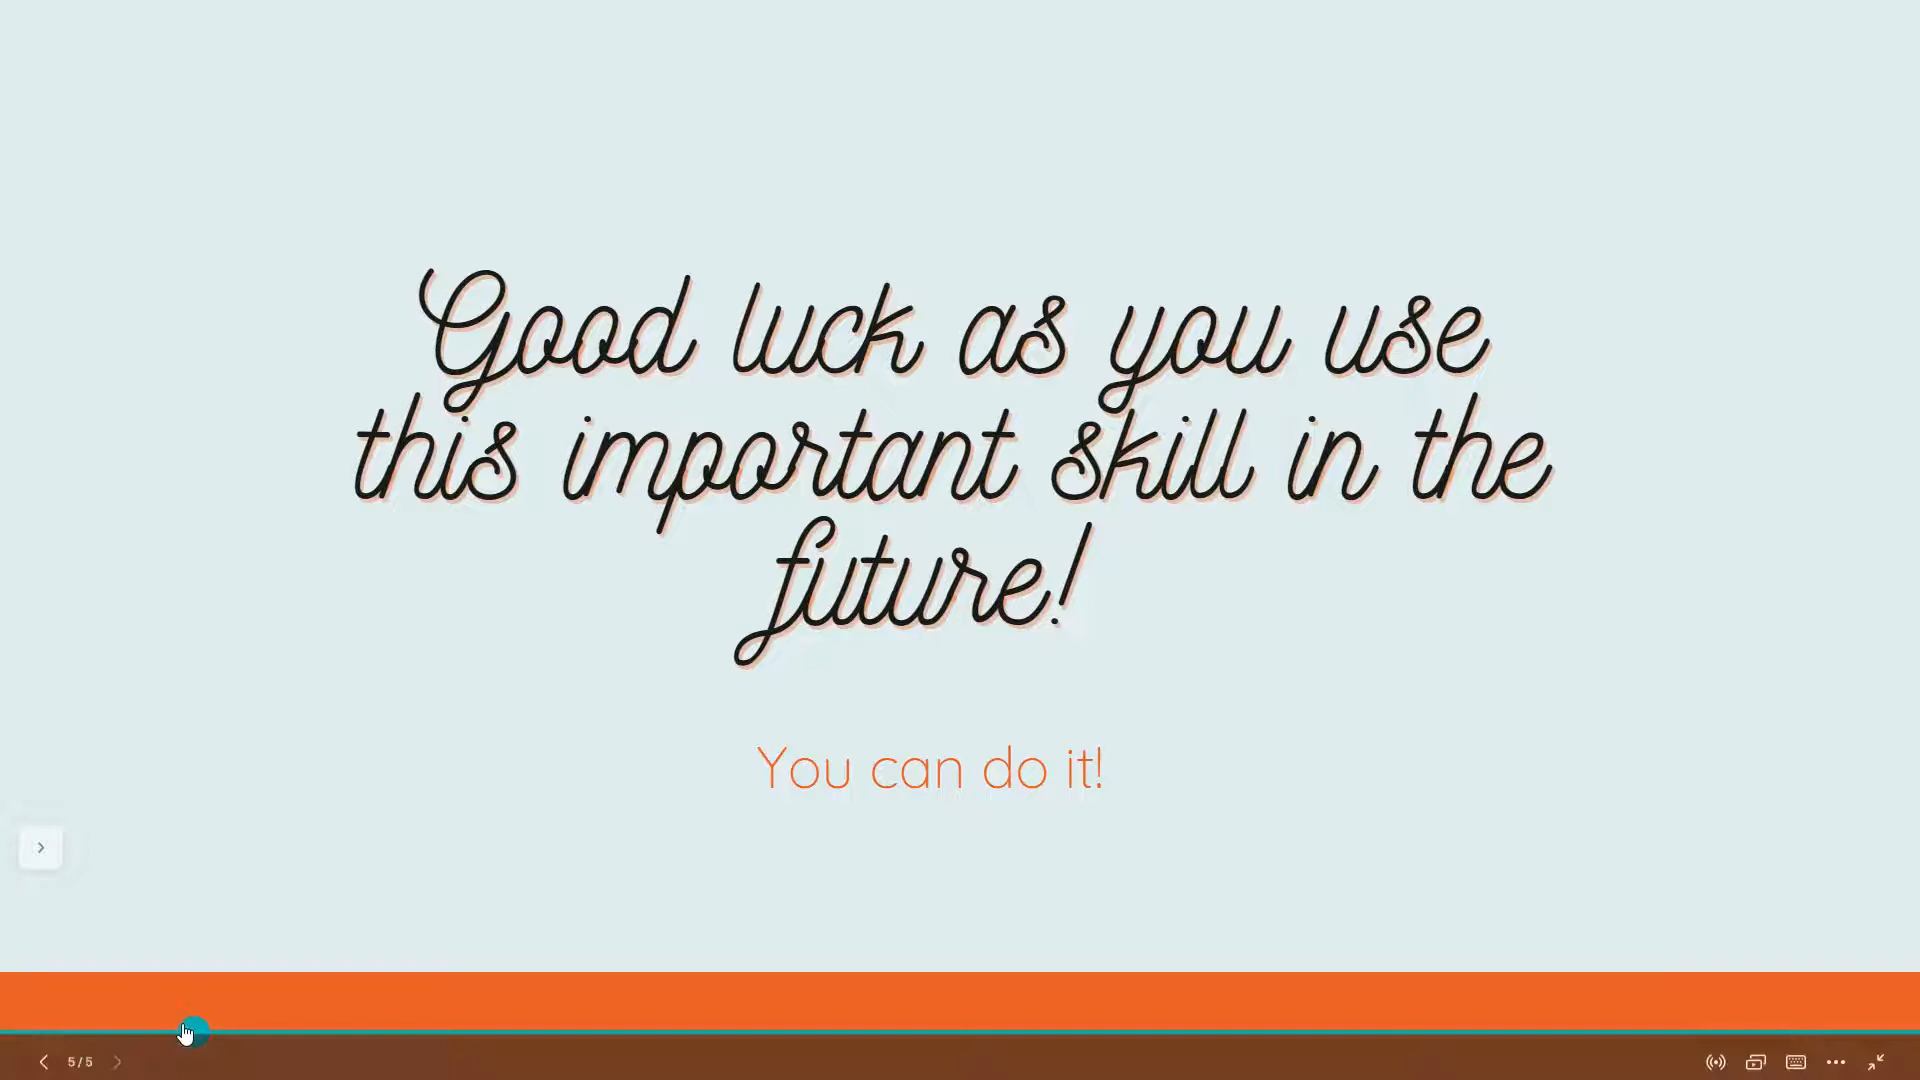 Good luck as you use
this important skill in the
future!
You can do it!
5/5